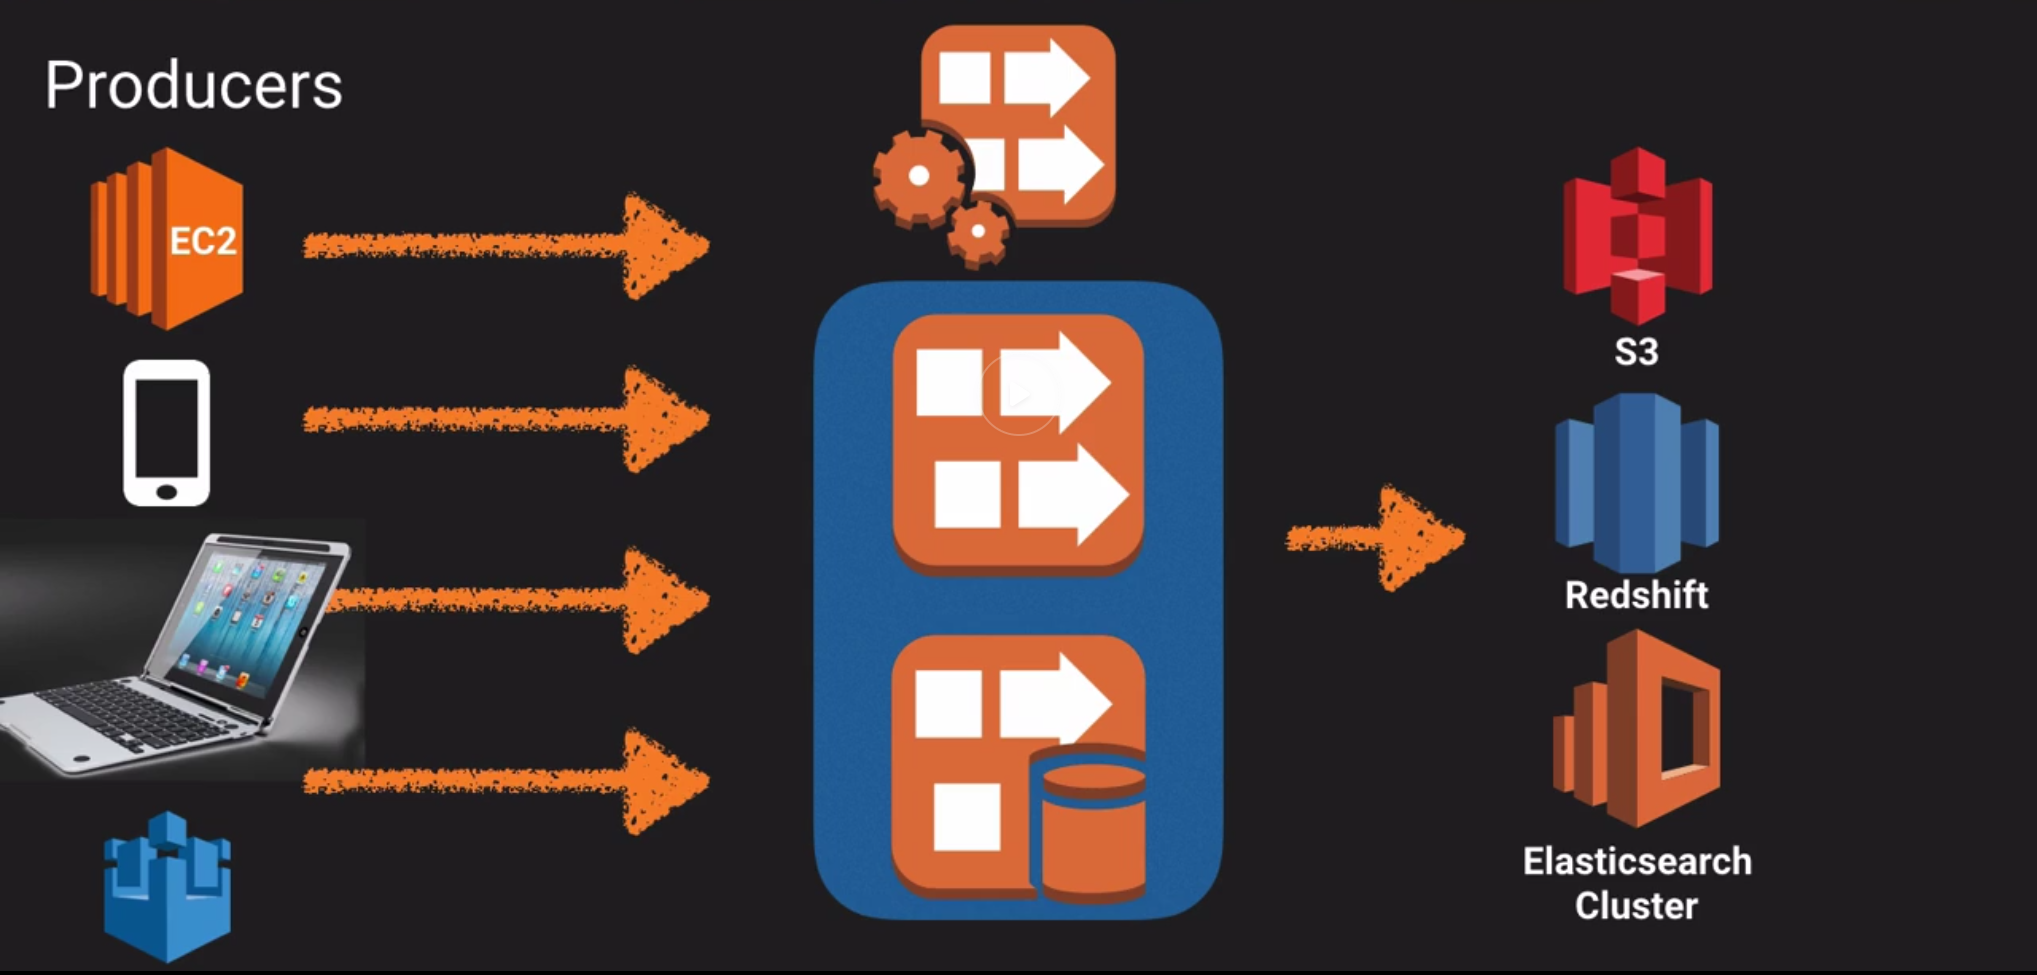 Producers
EC2
S3
Redshift
Elasticsearch
Cluster